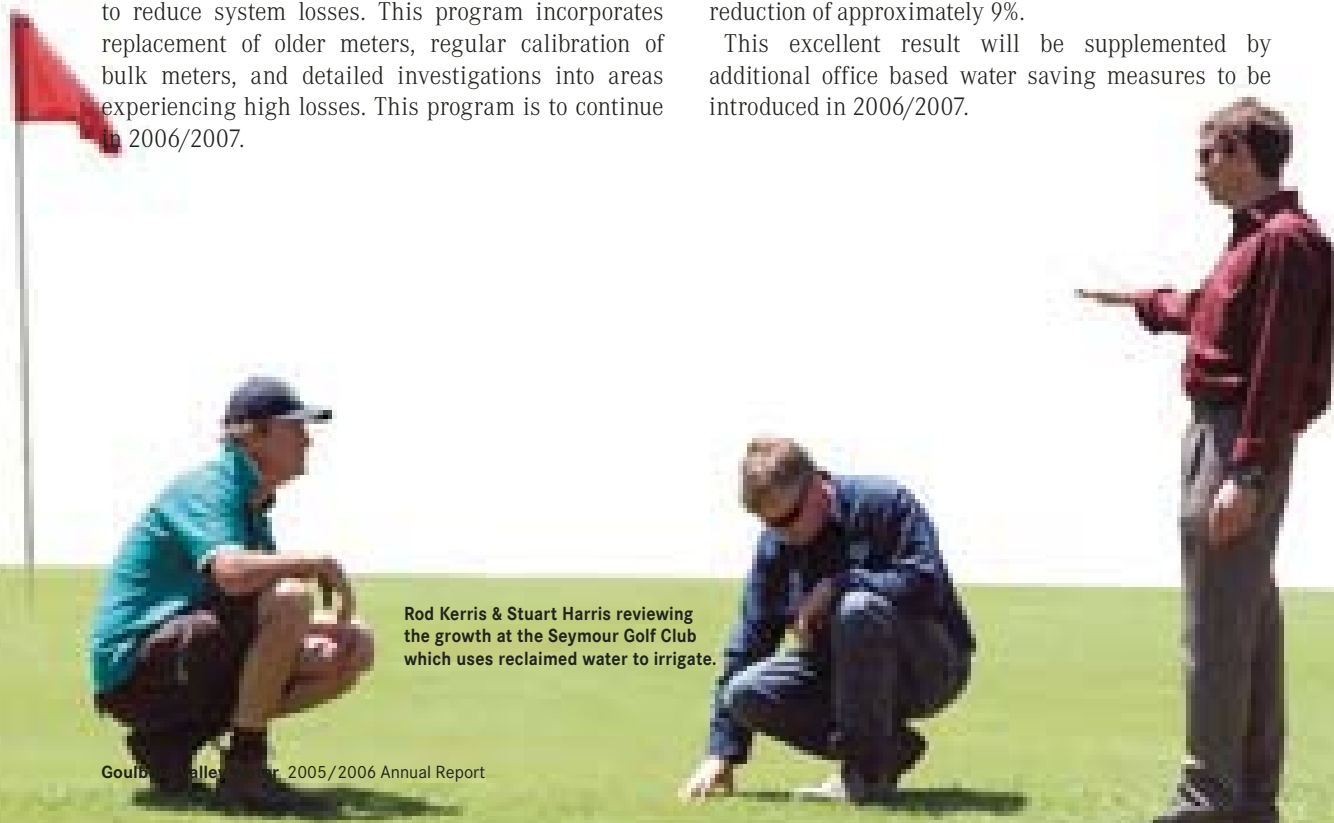 to reduce system losses. This program incorporates
replacement of older meters, regular calibration of
bulk meters, and detailed investigations into areas
experiencing high losses. This program is to continue
in 2006/2007.
reduction of approximately 9%.
This excellent result will be supplemented by
additional office based water saving measures to be
introduced in 2006/2007.
Rod Kerris & Stuart Harris reviewing
the growth at the Seymour Golf Club
which uses reclaimed water to irrigate.
2005/2006 Annual Report